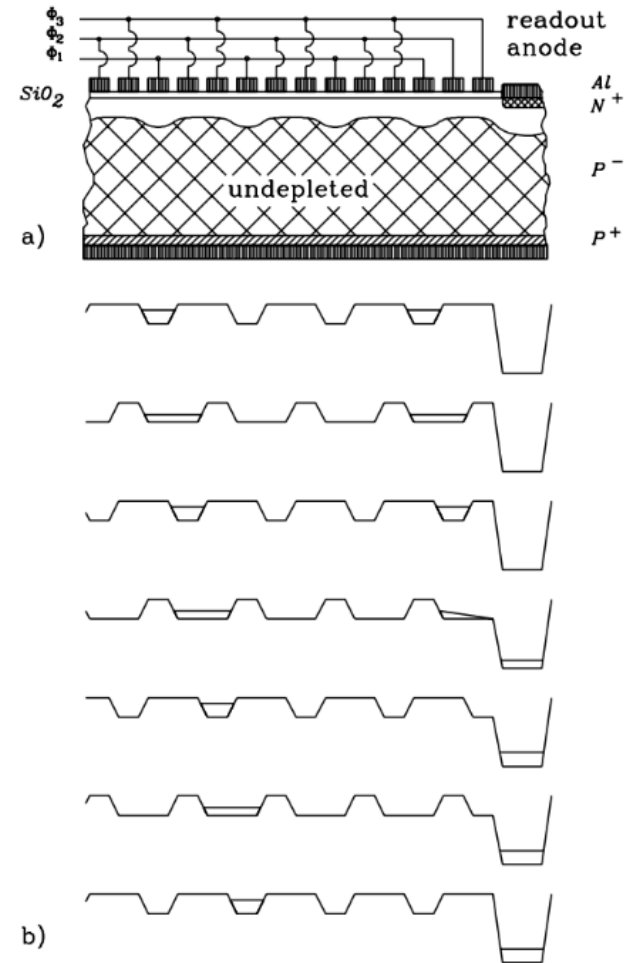 Φ3
Φ2
Φ1
readout
anode
SiO2
Al
N+
P−
undepleted
a)
P+
b)